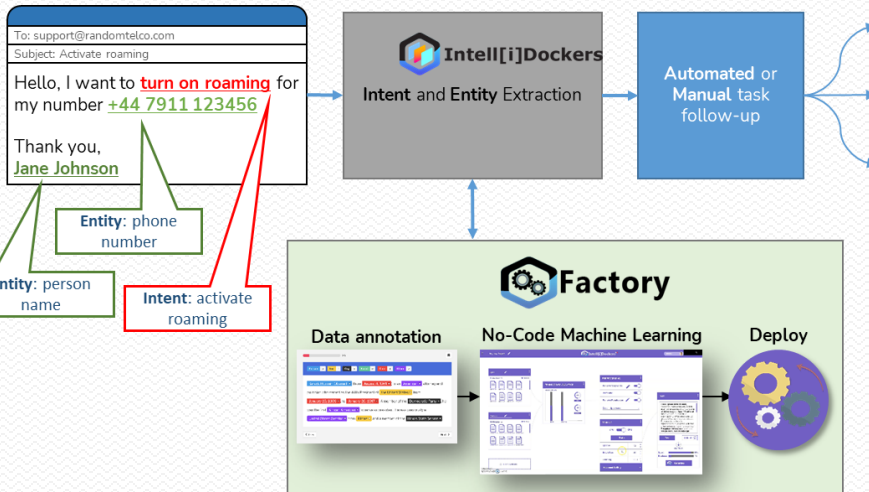 To: support@randomtelco.com
Subject: Activate roaming
Hello, I want to turn on roaming for
my number +44 7911 123456
Thank you,
Jane Johnson
Entity: phone
number
ntity: person
name
Intent: activate
roaming
Intell[i]Dockers
Intent and Entity Extraction
Automated or
Manual task
follow-up
Factory
Data annotation
No-Code Machine Learning
Deploy